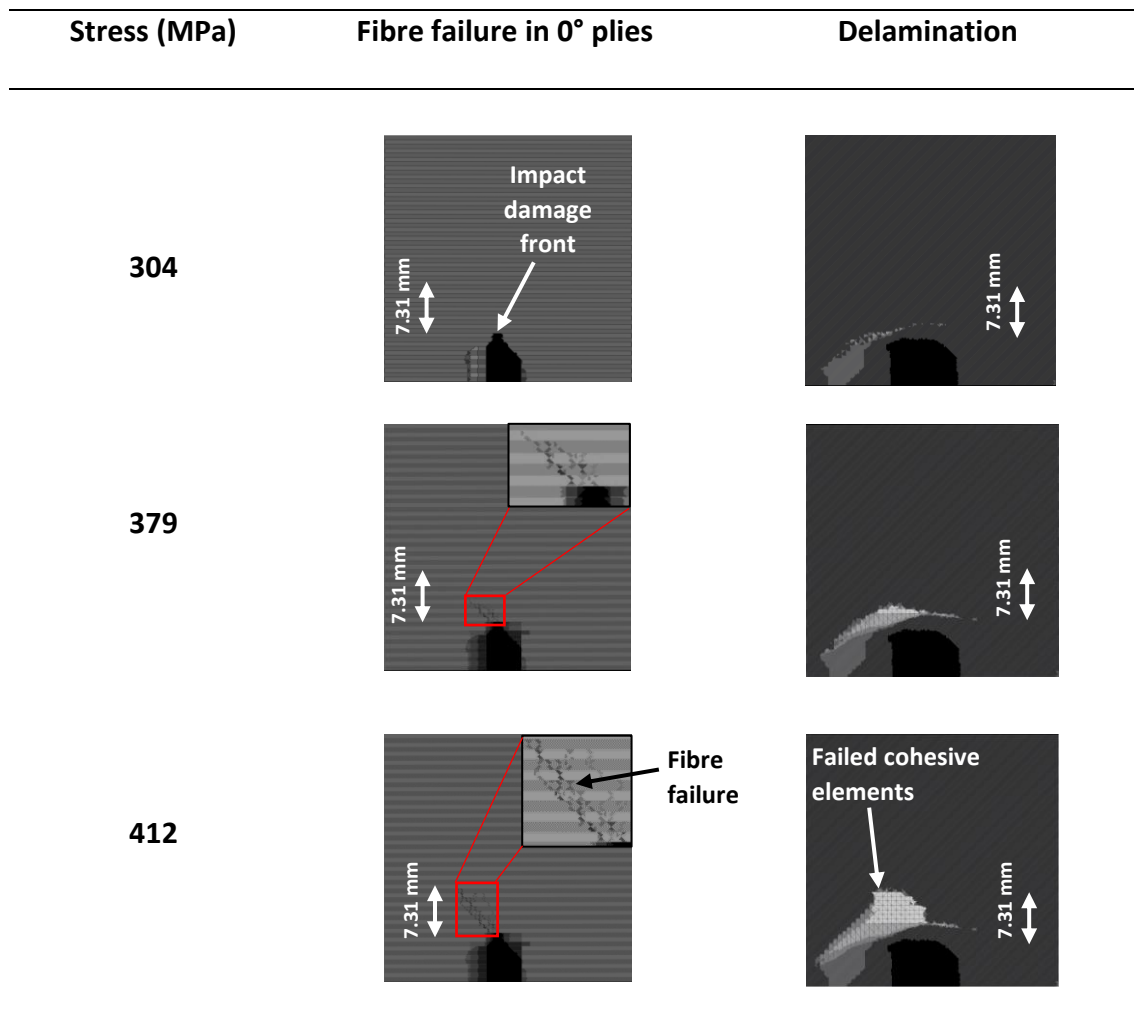 Stress (MPa) Fibre failure in 0° plies Delamination
304
Impact
damage
front
7.31 mm
7.31 mm
379
7.31 mm
7.31 mm
412
Fibre
failure
7.31 mm
Failed cohesive
elements
7.31 mm